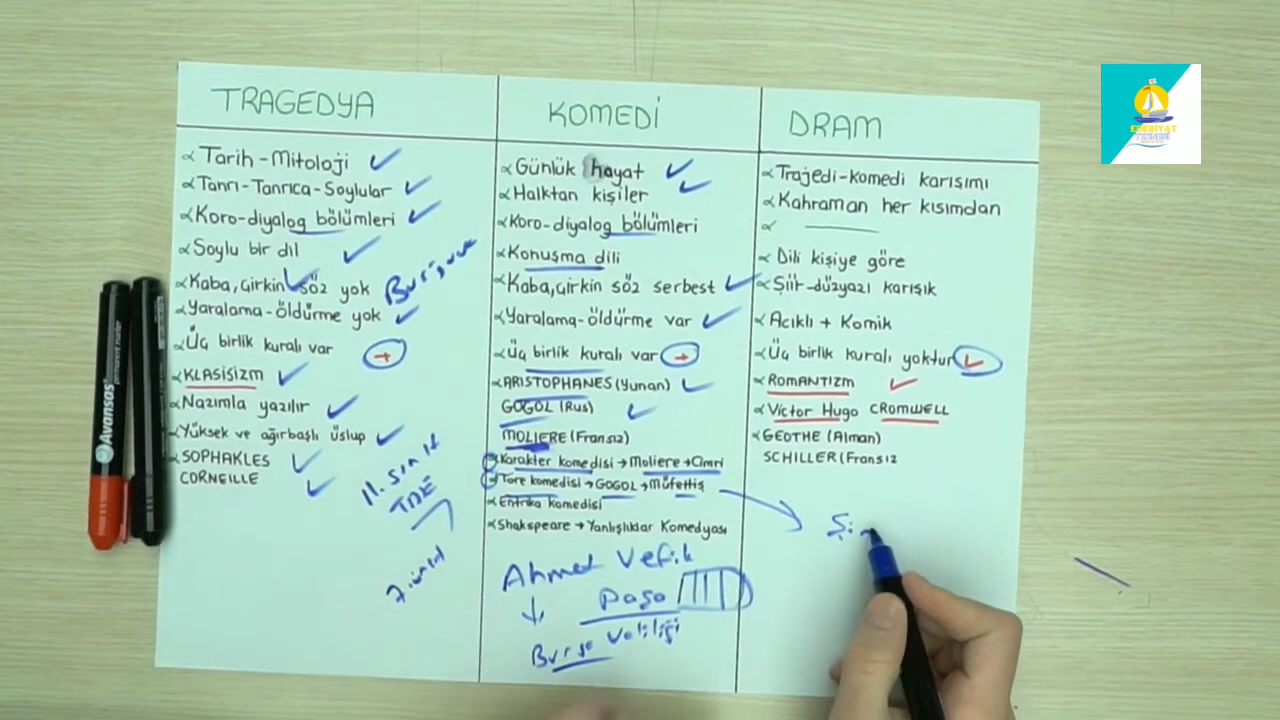 TRAGEDYA
∝ Tarih-Mitoloji
∝ Tanrı-Tanrıca-Soylular
∝ Koro-diyalog bölümleri
∝ Soylu bir dil
∝ Kaba, çirkin söz yok
∝ Yaralama-öldürme yok
∝ Üç birlik kuralı var
∝ KLASİSİZM
∝ Nazımla yazılır
∝ Yüksek ve ağırbaşlı üslup
∝ SOPHAKLES
CORNEILLE
11. sınıf
TDE
KOMEDİ
∝ Günlük hayat
∝ Halktan kişiler
∝ Koro-diyalog bölümleri
∝ Konuşma dili
∝ Kaba, çirkin söz serbest
∝ Yaralama-öldürme var
∝ Üç birlik kuralı var
∝ ARISTOPHANES (Yunan)
GOGOL (Rus)
MOLIERE (Fransız)
∝ Karakter komedisi → Moliere → Cimri
∝ Töre komedisi → GOGOL → Müfettiş
∝ Entrika komedisi
∝ Shakspeare → Yanlışlıklar Komedyası
Ahmet Vefik
Paşa
Bursa Valiliği
DRAM
∝ Trajedi-komedi karışımı
∝ Kahraman her kısımdan
∝
∝ Dili kişiye göre
∝ Şiir-düzyazı karışık
∝ Acıklı + Komik
∝ Üç birlik kuralı yoktur
∝ ROMANTİZM
∝ Victor Hugo CROMWELL
∝ GEOTHE (Alman)
SCHILLER (Fransız
Avansas
permanent marker
EDEBİYAT